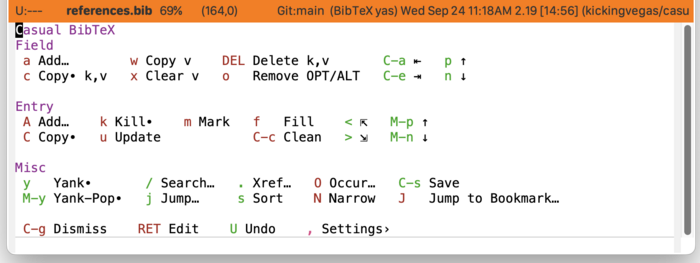 U:--- references.bib 69% (164,0) Git:main (BibTeX yas) Wed Sep 24 11:18AM 2.19 [14:56] (kickingvegas/casu
Casual BibTeX
Field
a Add… w Copy v DEL Delete k,v C-a ⇤ p ↑
c Copy• k,v x Clear v o Remove OPT/ALT C-e ⇥ n ↓
Entry
A Add… k Kill• m Mark f Fill < ⇱ M-p ↑
C Copy• u Update C-c Clean > ⇲ M-n ↓
Misc
y Yank• / Search… . Xref… O Occur… C-s Save
M-y Yank-Pop• j Jump… s Sort N Narrow J Jump to Bookmark…
C-g Dismiss RET Edit U Undo , Settings›